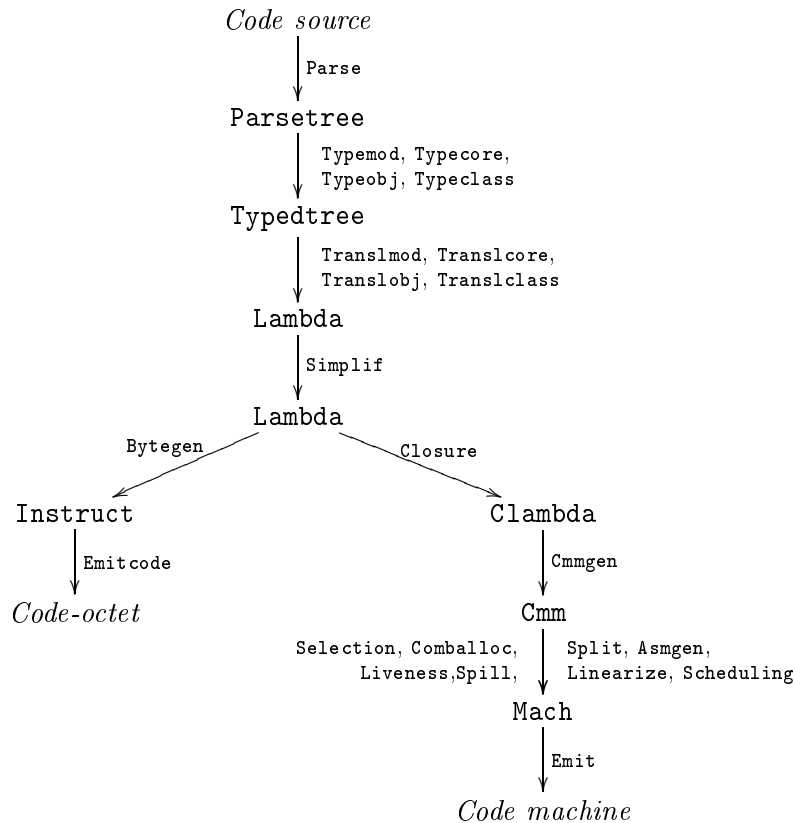 Code source
Parse
Parsetree
Typemod, Typecore,
Typeobj, Typeclass
Typedtree
Translmod, Translcore,
Translobj, Translclass
Lambda
Simplif
Lambda
Bytegen
Closure
Instruct
Clambda
Emitcode
Cmmgen
Code-octet
Cmm
Selection, Comballoc,
Liveness,Spill,
Split, Asmgen,
Linearize, Scheduling
Mach
Emit
Code machine